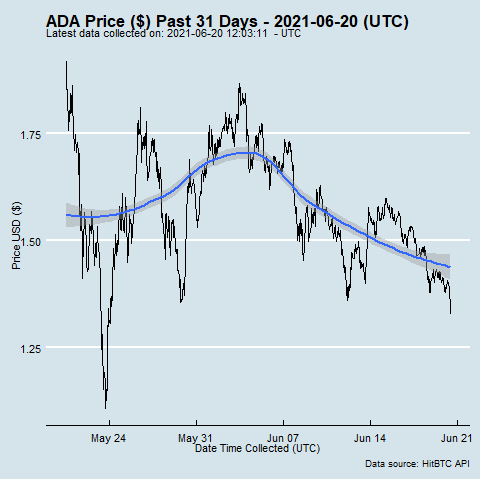 ADA Price ($) Past 31 Days - 2021-06-20 (UTC)
Latest data collected on: 2021-06-20 12:03:11  - UTC
1.75
1.50
1.25
Price USD ($)
May 24 May 31 Jun 07 Jun 14 Jun 21
Date Time Collected (UTC)
Data source: HitBTC API